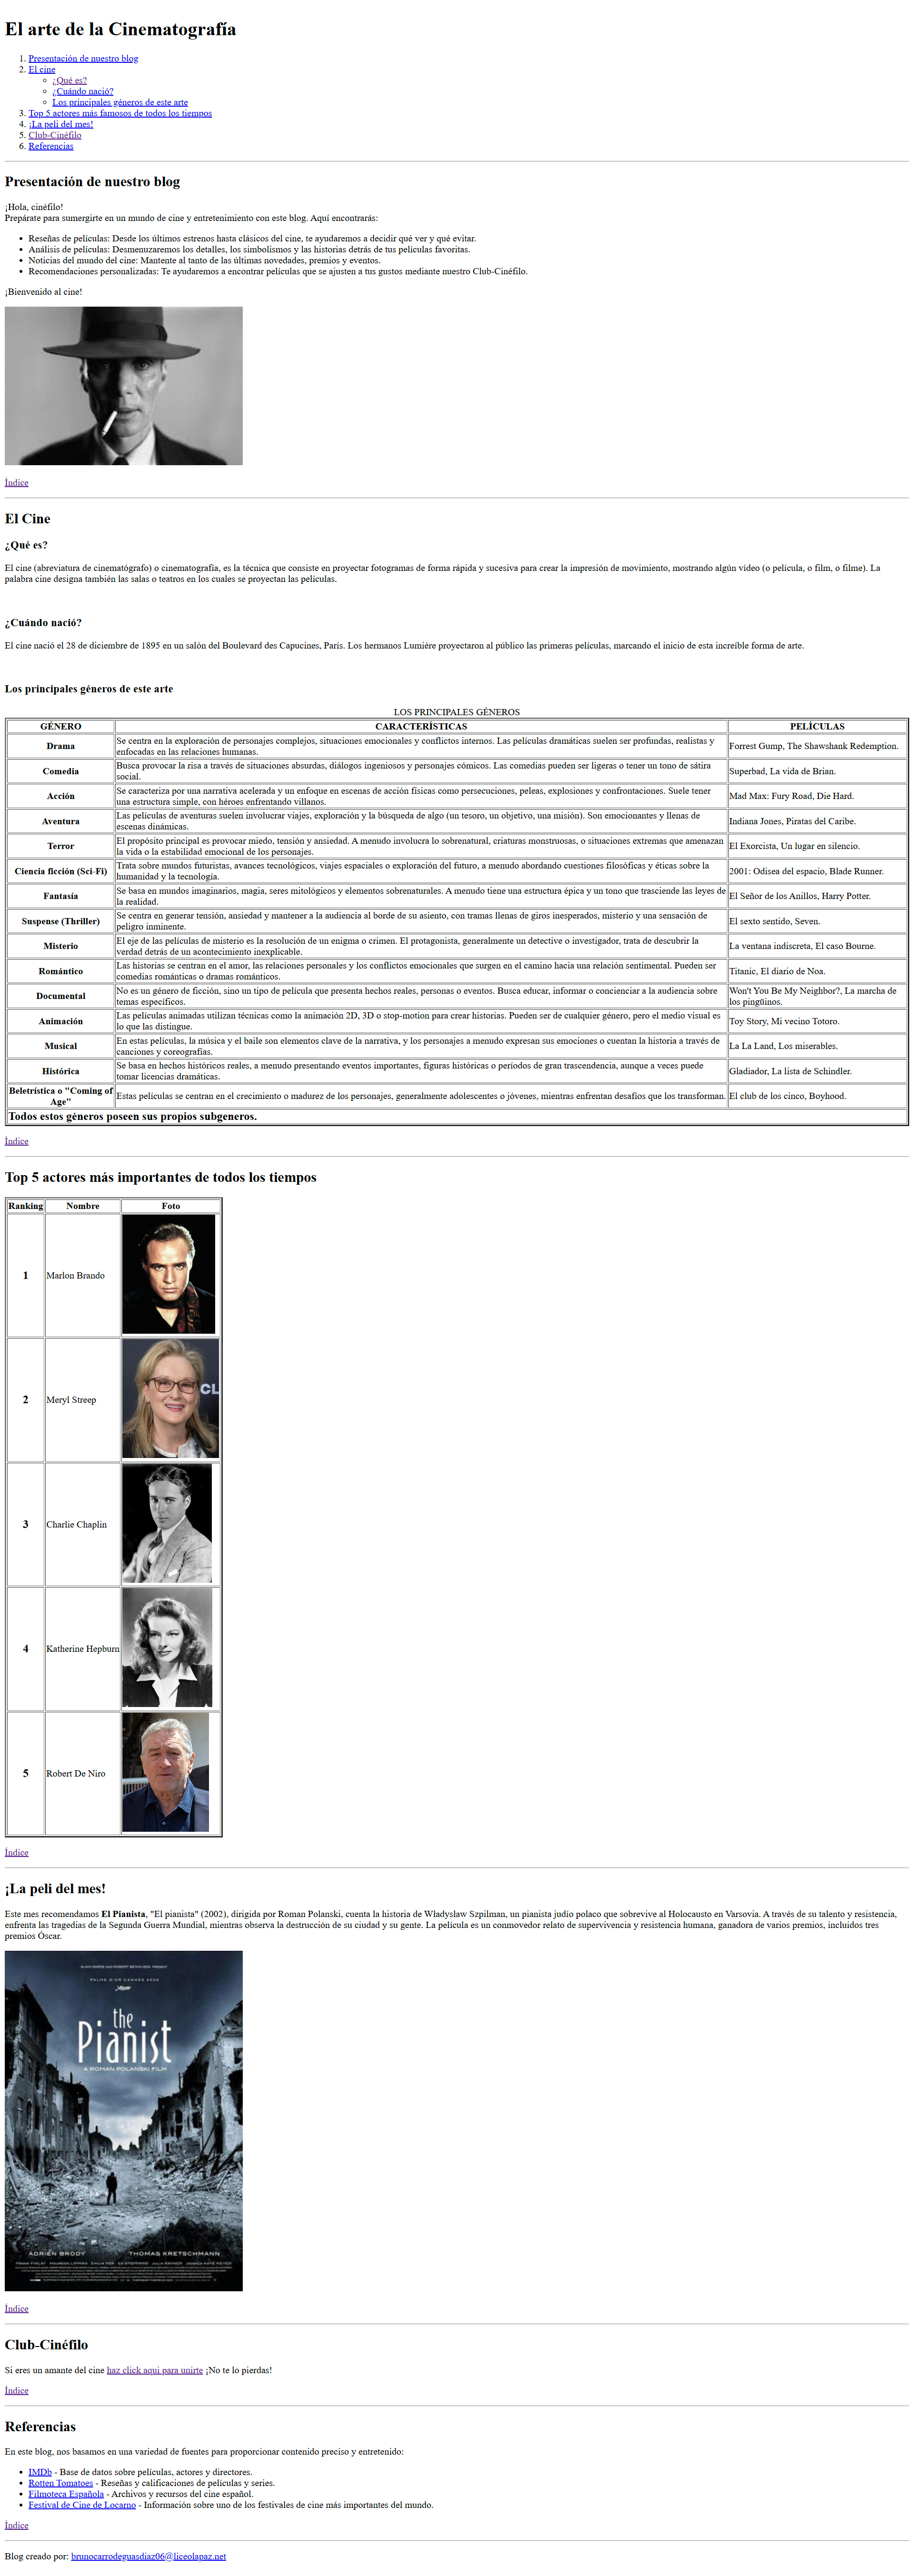 El arte de la Cinematografía
1. Presentación de nuestro blog
2. El cine
¿Qué es?
¿Cuándo nació?
Los principales géneros de este arte
3. Top 5 actores más famosos de todos los tiempos
4. ¡La peli del mes!
5. Club-Cinéfilo
6. Referencias
Presentación de nuestro blog
¡Hola, cinéfilo!
Prepárate para sumergirte en un mundo de cine y entretenimiento con este blog. Aquí encontrarás:
Reseñas de películas: Desde los últimos estrenos hasta clásicos del cine, te ayudaremos a decidir qué ver y qué evitar.
Análisis de películas: Desmenuzaremos los detalles, los simbolismos y las historias detrás de tus películas favoritas.
Noticias del mundo del cine: Mantente al tanto de las últimas novedades, premios y eventos.
Recomendaciones personalizadas: Te ayudaremos a encontrar películas que se ajusten a tus gustos mediante nuestro Club-Cinéfilo.
¡Bienvenido al cine!
Índice
El Cine
¿Qué es?
El cine (abreviatura de cinematógrafo) o cinematografía, es la técnica que consiste en proyectar fotogramas de forma rápida y sucesiva para crear la impresión de movimiento, mostrando algún vídeo (o película, o film, o filme). La
palabra cine designa también las salas o teatros en los cuales se proyectan las películas.
¿Cuándo nació?
El cine nació el 28 de diciembre de 1895 en un salón del Boulevard des Capucines, París. Los hermanos Lumière proyectaron al público las primeras películas, marcando el inicio de esta increíble forma de arte.
Los principales géneros de este arte
LOS PRINCIPALES GÉNEROS
GÉNERO CARACTERÍSTICAS PELÍCULAS
Drama
Se centra en la exploración de personajes complejos, situaciones emocionales y conflictos internos. Las películas dramáticas suelen ser profundas, realistas y
enfocadas en las relaciones humanas.
Forrest Gump, The Shawshank Redemption.
Comedia
Busca provocar la risa a través de situaciones absurdas, diálogos ingeniosos y personajes cómicos. Las comedias pueden ser ligeras o tener un tono de sátira
social.
Superbad, La vida de Brian.
Acción
Se caracteriza por una narrativa acelerada y un enfoque en escenas de acción físicas como persecuciones, peleas, explosiones y confrontaciones. Suele tener
una estructura simple, con héroes enfrentando villanos.
Mad Max: Fury Road, Die Hard.
Aventura
Las películas de aventuras suelen involucrar viajes, exploración y la búsqueda de algo (un tesoro, un objetivo, una misión). Son emocionantes y llenas de
escenas dinámicas.
Indiana Jones, Piratas del Caribe.
Terror
El propósito principal es provocar miedo, tensión y ansiedad. A menudo involucra lo sobrenatural, criaturas monstruosas, o situaciones extremas que amenazan
la vida o la estabilidad emocional de los personajes.
El Exorcista, Un lugar en silencio.
Ciencia ficción (Sci-Fi)
Trata sobre mundos futuristas, avances tecnológicos, viajes espaciales o exploración del futuro, a menudo abordando cuestiones filosóficas y éticas sobre la
humanidad y la tecnología.
2001: Odisea del espacio, Blade Runner.
Fantasía
Se basa en mundos imaginarios, magia, seres mitológicos y elementos sobrenaturales. A menudo tiene una estructura épica y un tono que trasciende las leyes de
la realidad.
El Señor de los Anillos, Harry Potter.
Suspense (Thriller)
Se centra en generar tensión, ansiedad y mantener a la audiencia al borde de su asiento, con tramas llenas de giros inesperados, misterio y una sensación de
peligro inminente.
El sexto sentido, Seven.
Misterio
El eje de las películas de misterio es la resolución de un enigma o crimen. El protagonista, generalmente un detective o investigador, trata de descubrir la
verdad detrás de un acontecimiento inexplicable.
La ventana indiscreta, El caso Bourne.
Romántico
Las historias se centran en el amor, las relaciones personales y los conflictos emocionales que surgen en el camino hacia una relación sentimental. Pueden ser
comedias románticas o dramas románticos.
Titanic, El diario de Noa.
Documental
No es un género de ficción, sino un tipo de película que presenta hechos reales, personas o eventos. Busca educar, informar o concienciar a la audiencia sobre
temas específicos.
Won't You Be My Neighbor?, La marcha de
los pingüinos.
Animación
Las películas animadas utilizan técnicas como la animación 2D, 3D o stop-motion para crear historias. Pueden ser de cualquier género, pero el medio visual es
lo que las distingue.
Toy Story, Mi vecino Totoro.
Musical
En estas películas, la música y el baile son elementos clave de la narrativa, y los personajes a menudo expresan sus emociones o cuentan la historia a través de
canciones y coreografías.
La La Land, Los miserables.
Histórica
Se basa en hechos históricos reales, a menudo presentando eventos importantes, figuras históricas o períodos de gran trascendencia, aunque a veces puede
tomar licencias dramáticas.
Gladiador, La lista de Schindler.
Beletrística o "Coming of
Age"
Estas películas se centran en el crecimiento o madurez de los personajes, generalmente adolescentes o jóvenes, mientras enfrentan desafíos que los transforman.
El club de los cinco, Boyhood.
Todos estos géneros poseen sus propios subgeneros.
Índice
Top 5 actores más importantes de todos los tiempos
Ranking Nombre Foto
1 Marlon Brando
2 Meryl Streep
CL
3 Charlie Chaplin
4 Katherine Hepburn
5 Robert De Niro
Índice
¡La peli del mes!
Este mes recomendamos El Pianista, "El pianista" (2002), dirigida por Roman Polanski, cuenta la historia de Władysław Szpilman, un pianista judío polaco que sobrevive al Holocausto en Varsovia. A través de su talento y resistencia,
enfrenta las tragedias de la Segunda Guerra Mundial, mientras observa la destrucción de su ciudad y su gente. La película es un conmovedor relato de supervivencia y resistencia humana, ganadora de varios premios, incluidos tres
premios Óscar.
PALME D'OR CANNES 2002
the
Pianist
A ROMAN POLANSKI FILM
ADRIEN BRODY THOMAS KRETSCHMANN
Índice
Club-Cinéfilo
Si eres un amante del cine haz click aqui para unirte ¡No te lo pierdas!
Índice
Referencias
En este blog, nos basamos en una variedad de fuentes para proporcionar contenido preciso y entretenido:
IMDb - Base de datos sobre películas, actores y directores.
Rotten Tomatoes - Reseñas y calificaciones de películas y series.
Filmoteca Española - Archivos y recursos del cine español.
Festival de Cine de Locarno - Información sobre uno de los festivales de cine más importantes del mundo.
Índice
Blog creado por: brunocarrodeguasdiaz06@liceolapaz.net